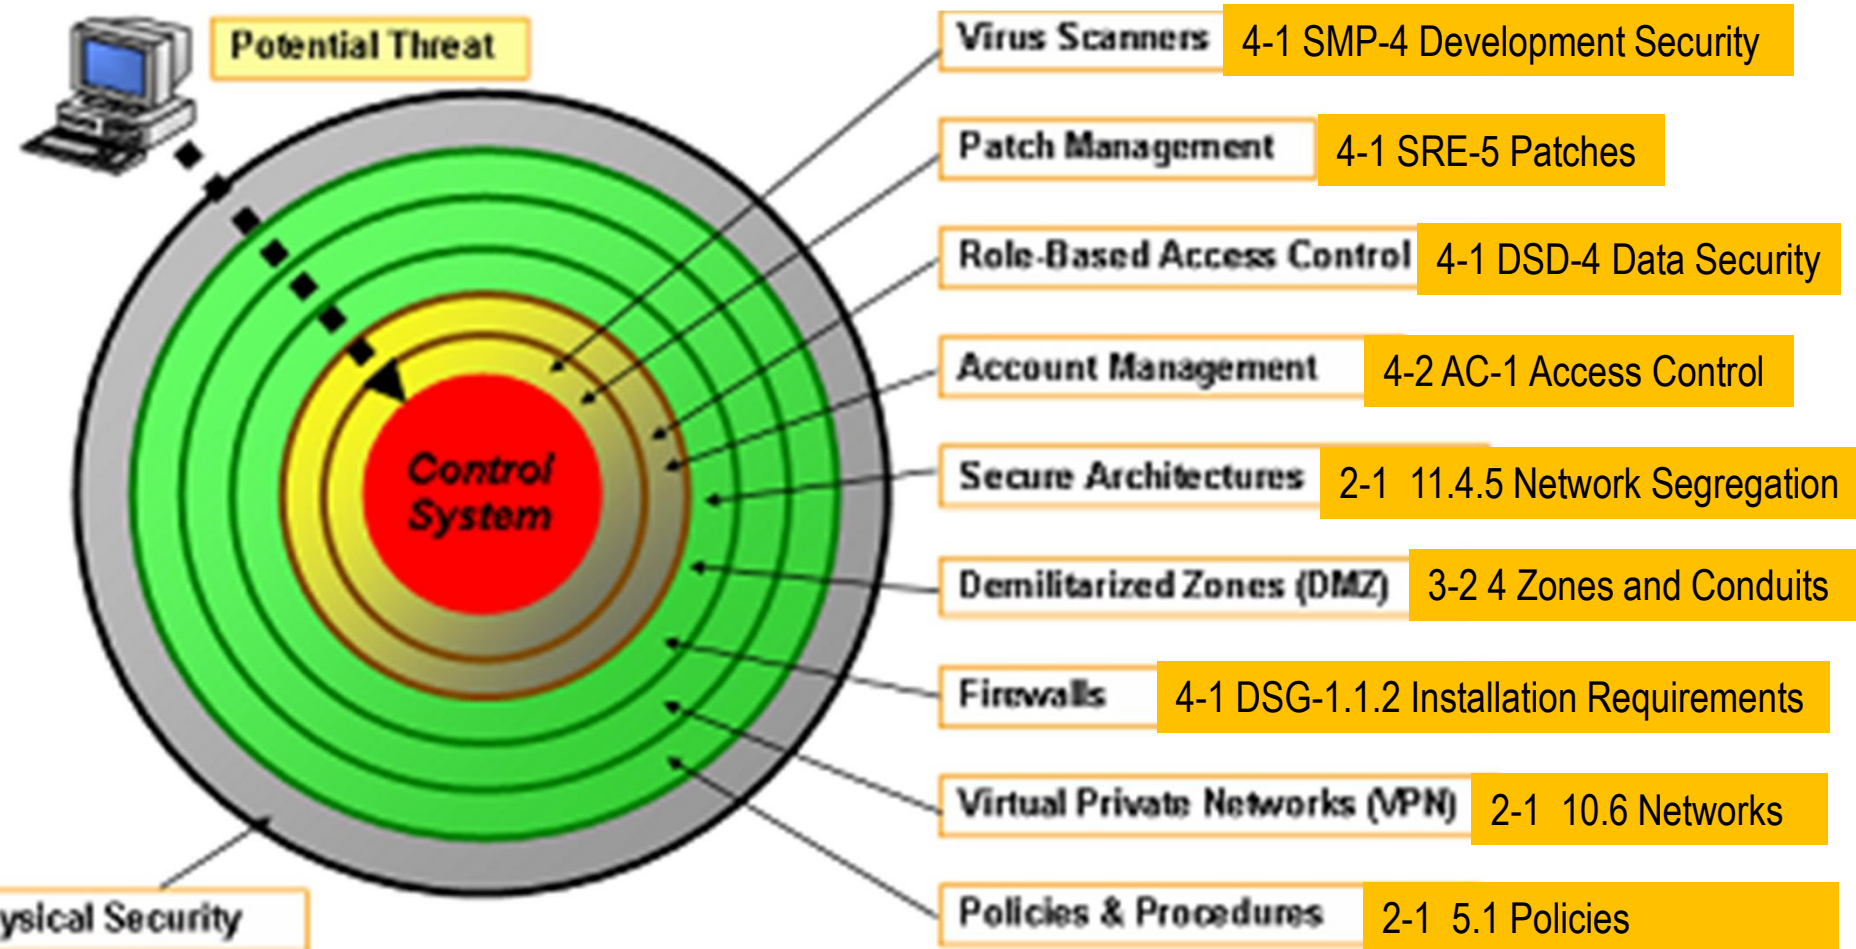 Potential Threat
Virus Scanners 4-1 SMP-4 Development Security
Patch Management 4-1 SRE-5 Patches
Role-Based Access Control 4-1 DSD-4 Data Security
Account Management 4-2 AC-1 Access Control
Control
System
Secure Architectures 2-1 11.4.5 Network Segregation
Demilitarized Zones (DMZ) 3-2 4 Zones and Conduits
Firewalls 4-1 DSG-1.1.2 Installation Requirements
Virtual Private Networks (VPN) 2-1 10.6 Networks
Policies & Procedures 2-1 5.1 Policies
ysical Security